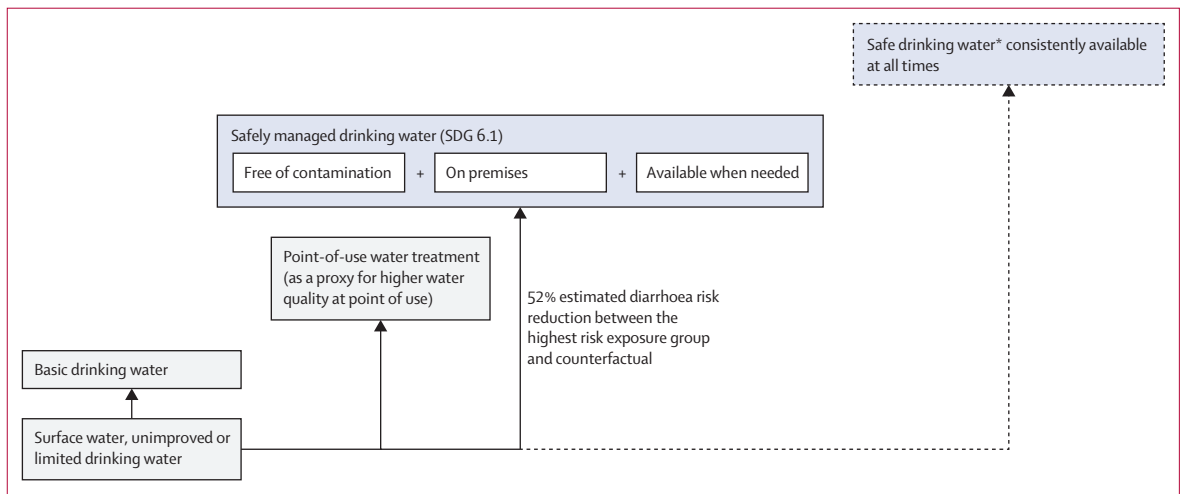 Safe drinking water* consistently available
at all times
Safely managed drinking water (SDG 6.1)
Free of contamination + On premises + Available when needed
Point-of-use water treatment
(as a proxy for higher water
quality at point of use)
52% estimated diarrhoea risk
reduction between the
highest risk exposure group
and counterfactual
Basic drinking water
Surface water, unimproved or
limited drinking water